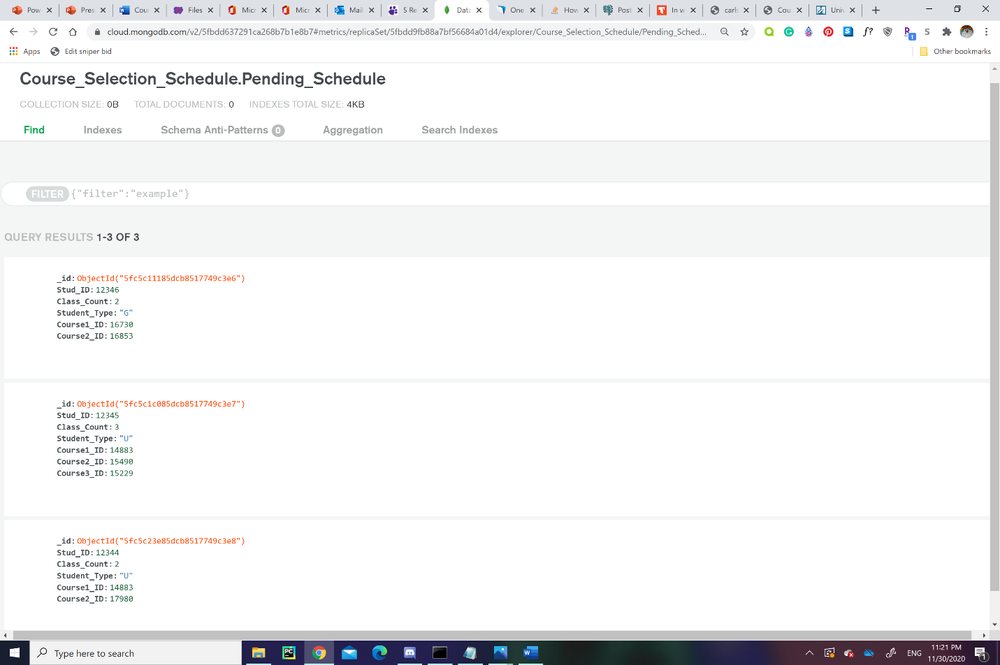 Pow
Pres
Cou
Files
Micr
Micr
Mail
5 Re
Data
One
How
Post
In w
carls
Cou
Univ
cloud.mongodb.com/v2/5fbdd637291ca268b7b1e8b7#metrics/replicaSet/5fbdd9fb88a7bf56684a01d4/explorer/Course_Selection_Schedule/Pending_Sched...
Apps
Edit sniper bid
Other bookmarks
Course_Selection_Schedule.Pending_Schedule
COLLECTION SIZE: 0B TOTAL DOCUMENTS: 0 INDEXES TOTAL SIZE: 4KB
Find Indexes Schema Anti-Patterns 0 Aggregation Search Indexes
FILTER {"filter":"example"}
QUERY RESULTS 1-3 OF 3
_id: ObjectId("5fc5c11185dcb8517749c3e6")
Stud_ID: 12346
Class_Count: 2
Student_Type: "G"
Course1_ID: 16730
Course2_ID: 16853
_id: ObjectId("5fc5c1c085dcb8517749c3e7")
Stud_ID: 12345
Class_Count: 3
Student_Type: "U"
Course1_ID: 14883
Course2_ID: 15490
Course3_ID: 15229
_id: ObjectId("5fc5c23e85dcb8517749c3e8")
Stud_ID: 12344
Class_Count: 2
Student_Type: "U"
Course1_ID: 14883
Course2_ID: 17980
Type here to search
ENG
11:21 PM
11/30/2020
1